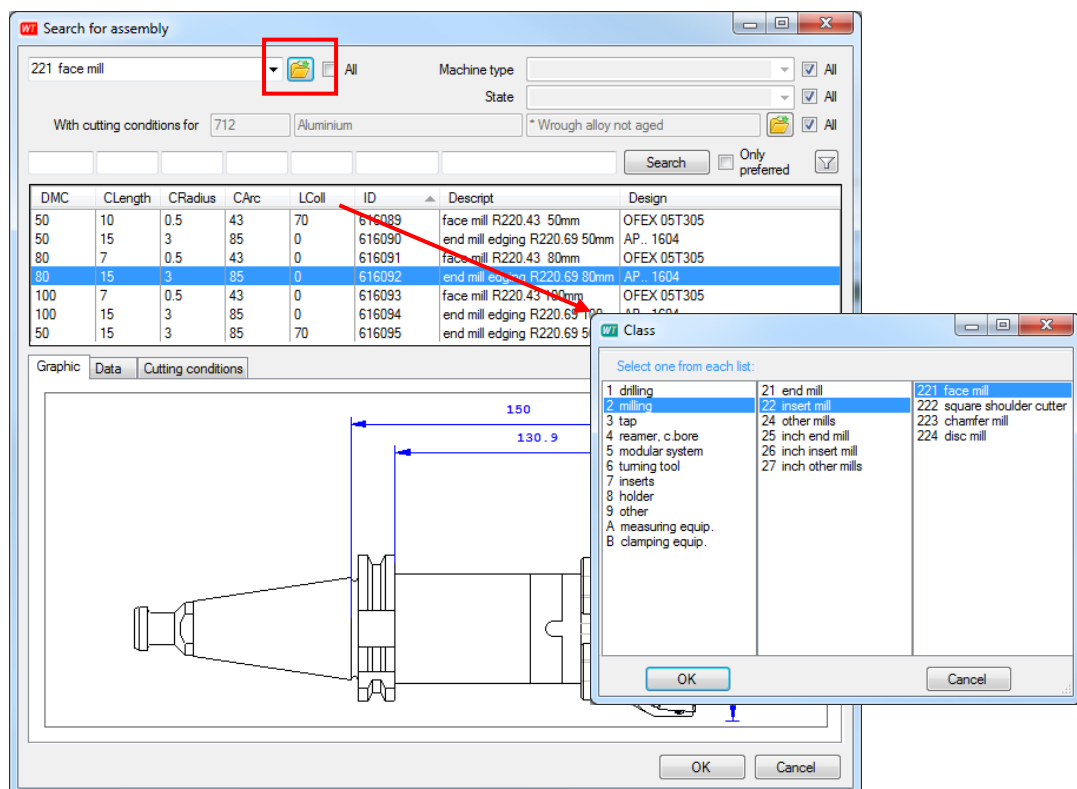 WT Search for assembly
221 face mill All Machine type All
State All
With cutting conditions for 712 Aluminium * Wrough alloy not aged All
Search Only preferred
DMC CLength CRadius CArc LColl ID Descript Design
50 10 0.5 43 70 616089 face mill R220.43 50mm OFEX 05T305
50 15 3 85 0 616090 end mill edging R220.69 50mm AP.. 1604
80 7 0.5 43 0 616091 face mill R220.43 80mm OFEX 05T305
80 15 3 85 0 616092 end mill edging R220.69 80mm AP.. 1604
100 7 0.5 43 0 616093 face mill R220.43 100mm OFEX 05T305
100 15 3 85 0 616094 end mill edging R220.69 100 AP.. 1604
50 15 3 85 70 616095 end mill edging R220.69
Graphic Data Cutting conditions
150
130.9
OK Cancel
WT Class
Select one from each list:
1 drilling
2 milling
3 tap
4 reamer, c.bore
5 modular system
6 turning tool
7 inserts
8 holder
9 other
A measuring equip.
B clamping equip.
21 end mill
22 insert mill
24 other mills
25 inch end mill
26 inch insert mill
27 inch other mills
221 face mill
222 square shoulder cutter
223 chamfer mill
224 disc mill
OK Cancel